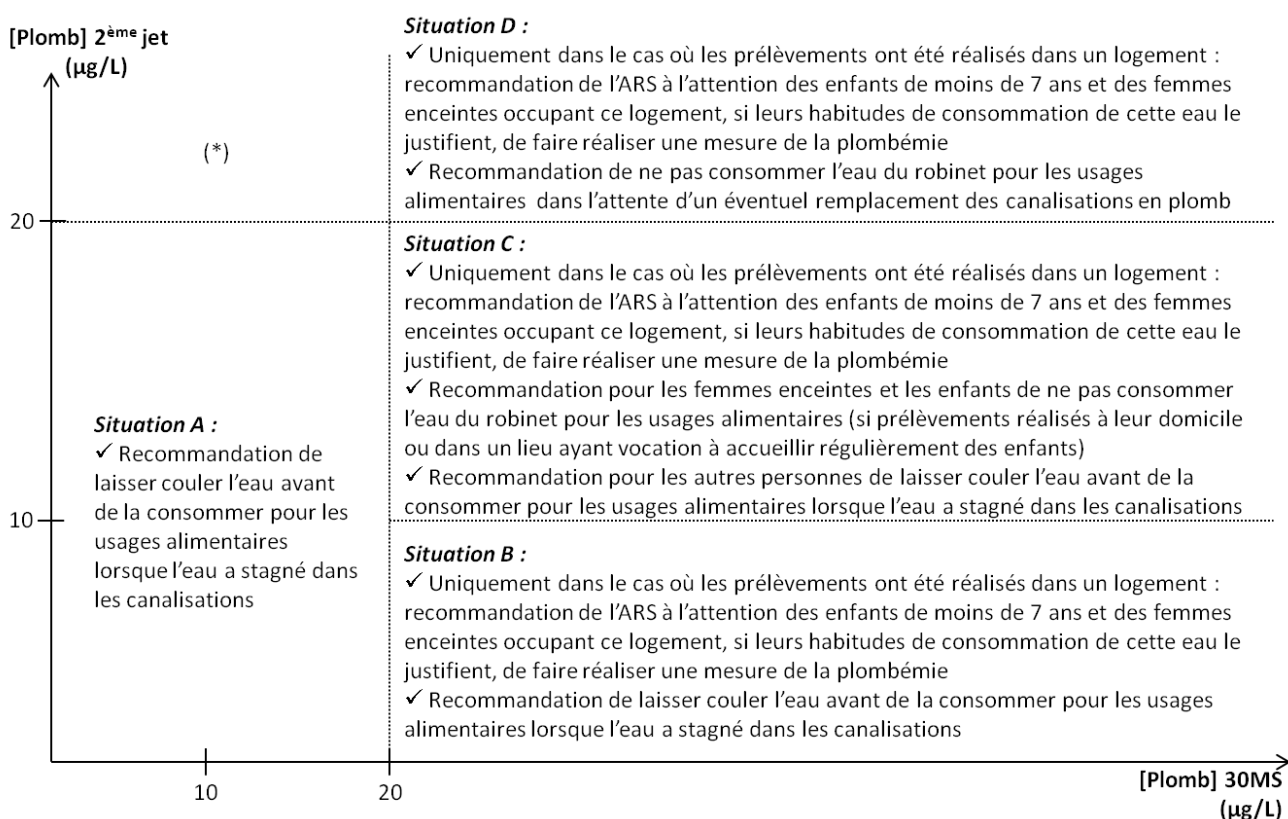 [Plomb] 2ème jet
(µg/L)
20
10
(*)
Situation A :
✓ Recommandation de
laisser couler l’eau avant
de la consommer pour les
usages alimentaires
lorsque l’eau a stagné dans
les canalisations
Situation D :
✓ Uniquement dans le cas où les prélèvements ont été réalisés dans un logement :
recommandation de l’ARS à l’attention des enfants de moins de 7 ans et des femmes
enceintes occupant ce logement, si leurs habitudes de consommation de cette eau le
justifient, de faire réaliser une mesure de la plombémie
✓ Recommandation de ne pas consommer l’eau du robinet pour les usages
alimentaires dans l’attente d’un éventuel remplacement des canalisations en plomb
Situation C :
✓ Uniquement dans le cas où les prélèvements ont été réalisés dans un logement :
recommandation de l’ARS à l’attention des enfants de moins de 7 ans et des femmes
enceintes occupant ce logement, si leurs habitudes de consommation de cette eau le
justifient, de faire réaliser une mesure de la plombémie
✓ Recommandation pour les femmes enceintes et les enfants de ne pas consommer
l’eau du robinet pour les usages alimentaires (si prélèvements réalisés à leur domicile
ou dans un lieu ayant vocation à accueillir régulièrement des enfants)
✓ Recommandation pour les autres personnes de laisser couler l’eau avant de la
consommer pour les usages alimentaires lorsque l’eau a stagné dans les canalisations
Situation B :
✓ Uniquement dans le cas où les prélèvements ont été réalisés dans un logement :
recommandation de l’ARS à l’attention des enfants de moins de 7 ans et des femmes
enceintes occupant ce logement, si leurs habitudes de consommation de cette eau le
justifient, de faire réaliser une mesure de la plombémie
✓ Recommandation de laisser couler l’eau avant de la consommer pour les usages
alimentaires lorsque l’eau a stagné dans les canalisations
10
20
[Plomb] 30MS
(µg/L)